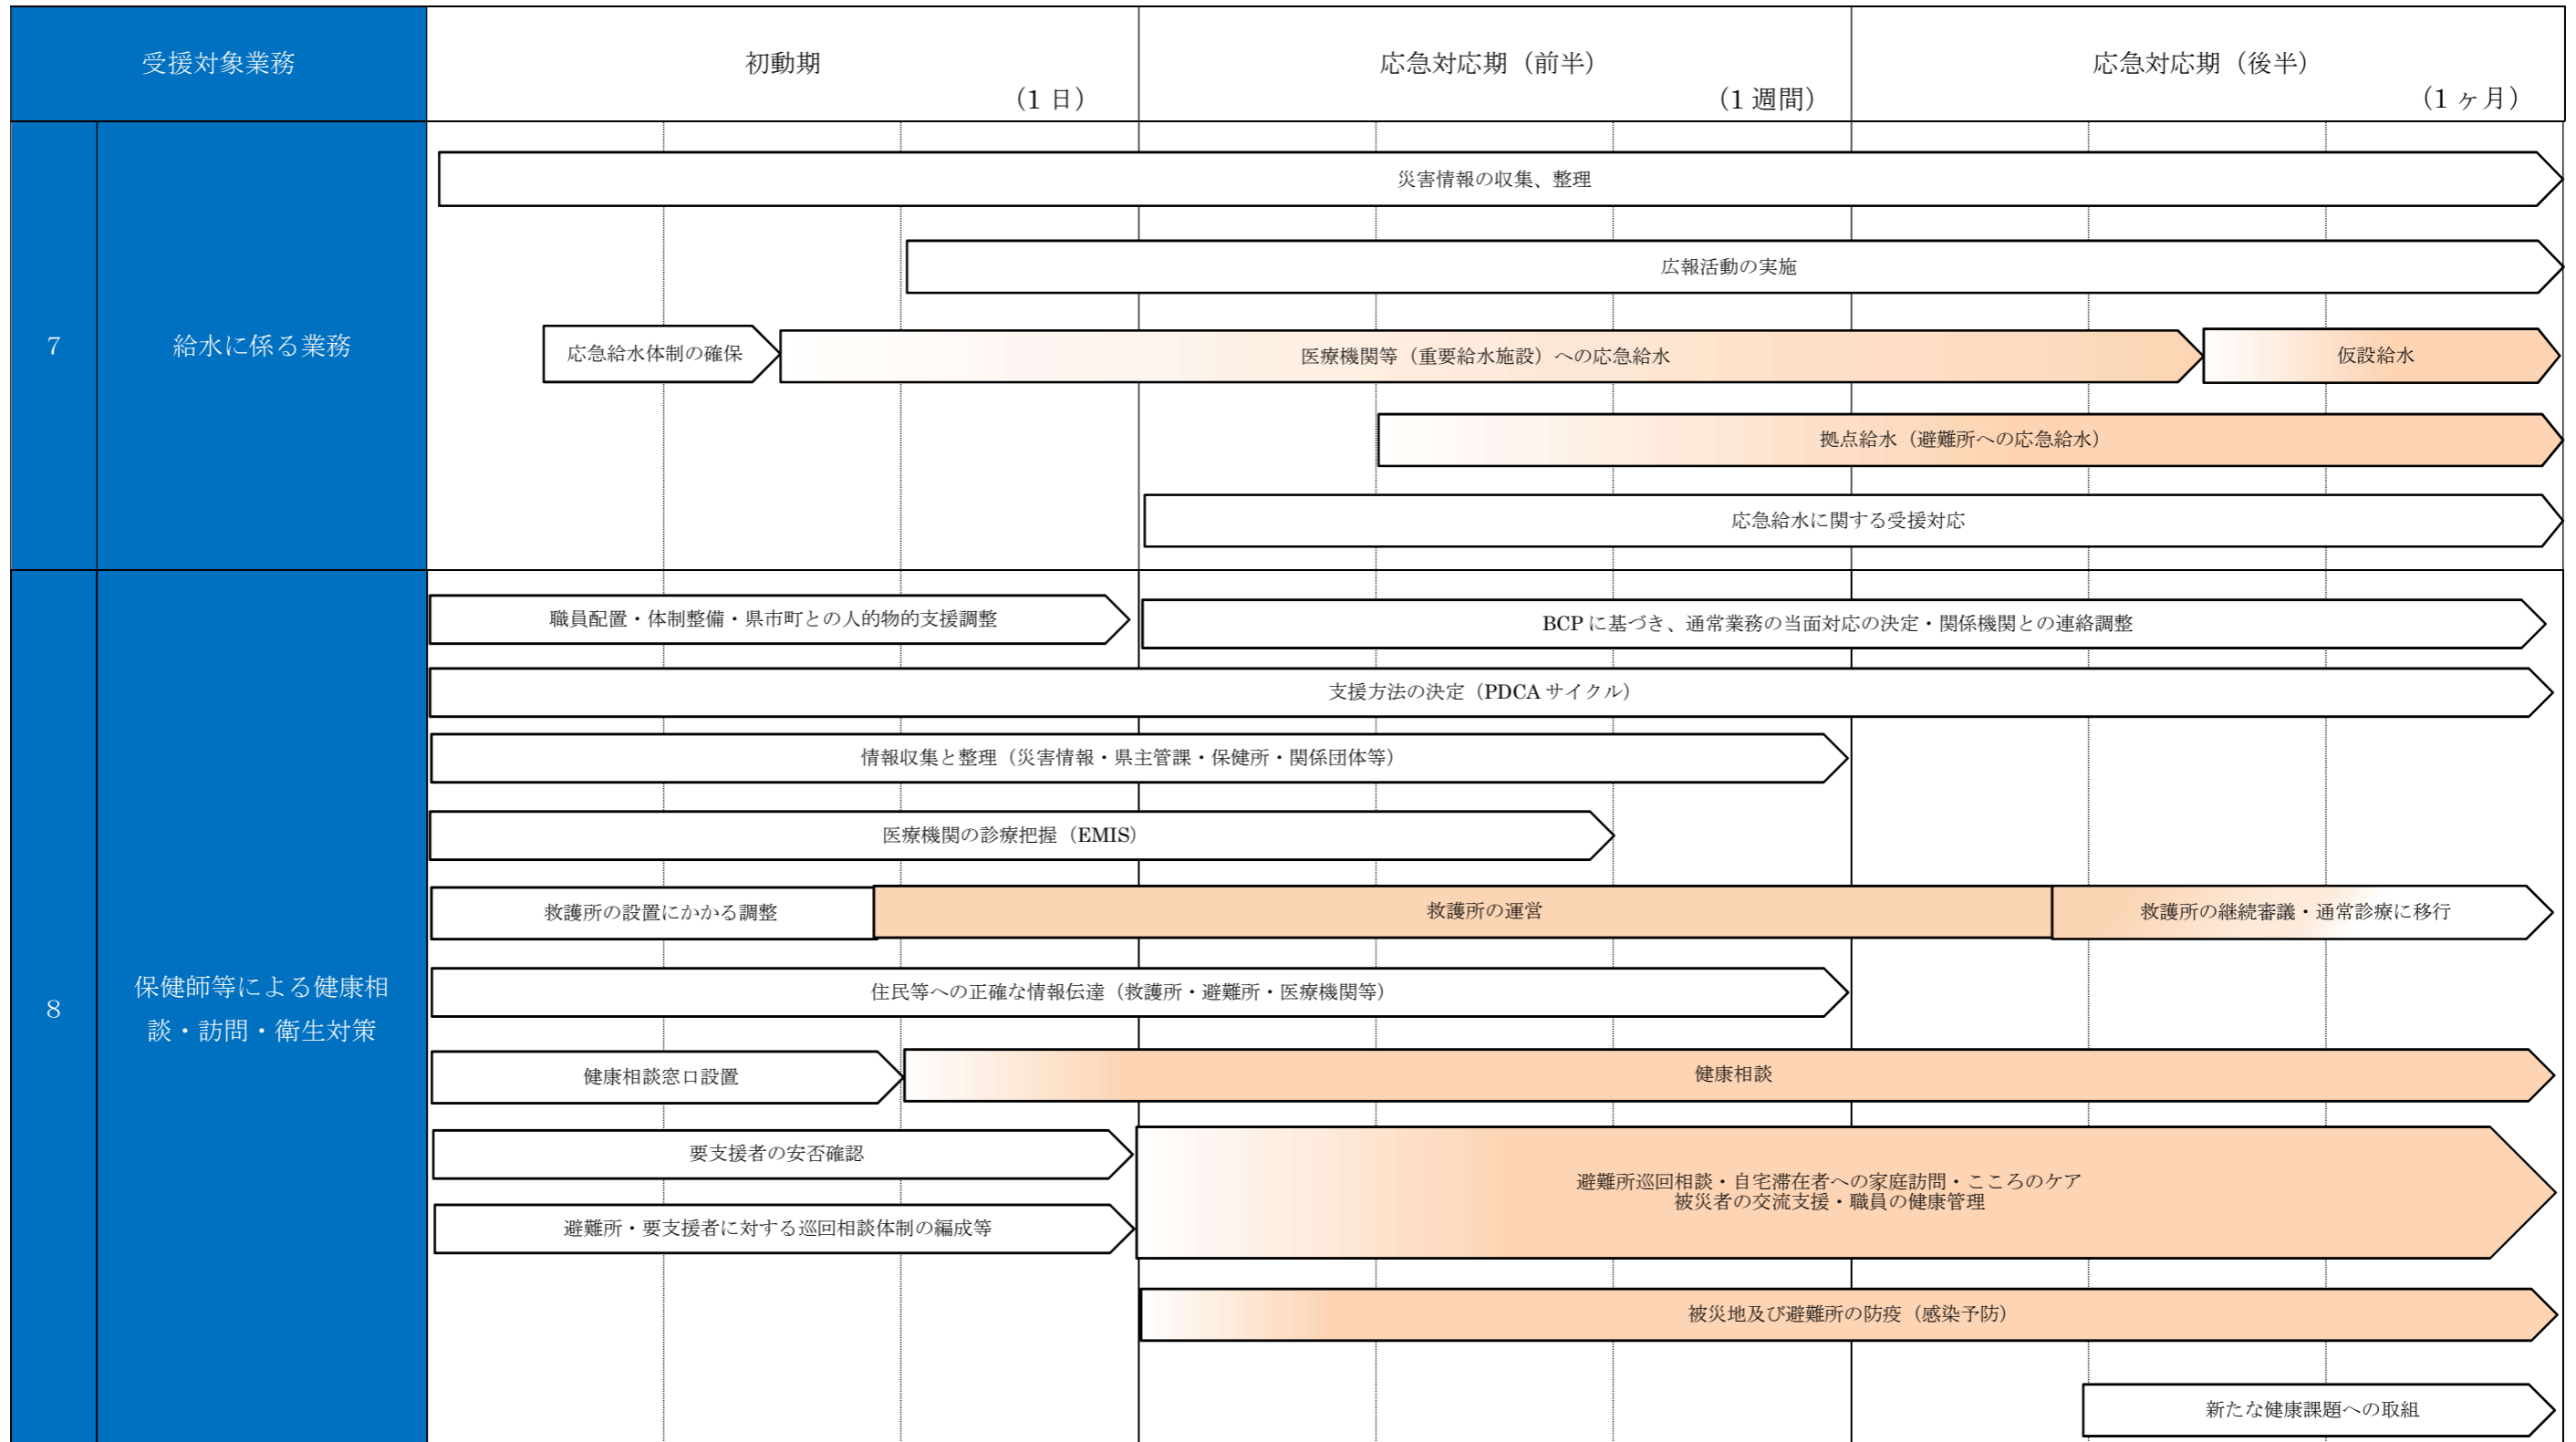 受援対象業務
初動期
（1 日）
応急対応期（前半）
（1 週間）
応急対応期（後半）
（1 ヶ月）
7
給水に係る業務
災害情報の収集、整理
広報活動の実施
応急給水体制の確保
医療機関等（重要給水施設）への応急給水
仮設給水
拠点給水（避難所への応急給水）
応急給水に関する受援対応
8
保健師等による健康相
談・訪問・衛生対策
職員配置・体制整備・県市町との人的物的支援調整
BCP に基づき、通常業務の当面対応の決定・関係機関との連絡調整
支援方法の決定（PDCA サイクル）
情報収集と整理（災害情報・県主管課・保健所・関係団体等）
医療機関の診療把握（EMIS）
救護所の設置にかかる調整
救護所の運営
救護所の継続審議・通常診療に移行
住民等への正確な情報伝達（救護所・避難所・医療機関等）
健康相談窓口設置
健康相談
要支援者の安否確認
避難所・要支援者に対する巡回相談体制の編成等
避難所巡回相談・自宅滞在者への家庭訪問・こころのケア
被災者の交流支援・職員の健康管理
被災地及び避難所の防疫（感染予防）
新たな健康課題への取組